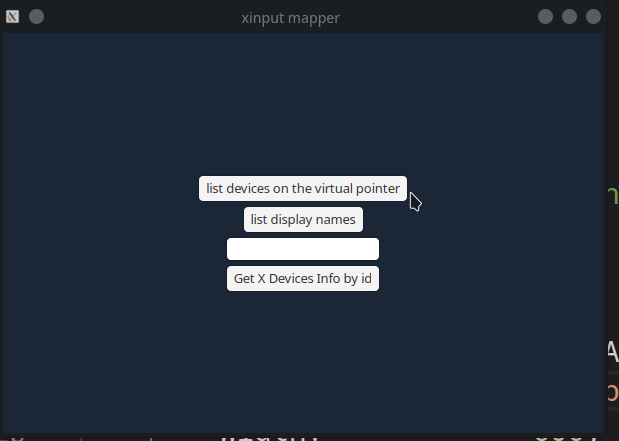 xinput mapper
list devices on the virtual pointer
list display names
Get X Devices Info by id